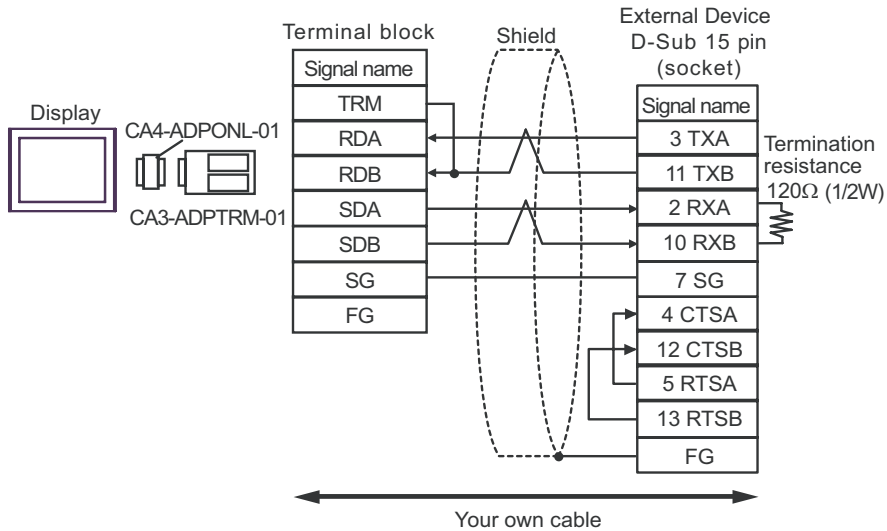 Display
CA4-ADPONL-01
CA3-ADPTRM-01
Terminal block
Signal name
TRM
RDA
RDB
SDA
SDB
SG
FG
Shield
External Device
D-Sub 15 pin
(socket)
Signal name
3 TXA
11 TXB
2 RXA
10 RXB
7 SG
4 CTSA
12 CTSB
5 RTSA
13 RTSB
FG
Termination
resistance
120Ω (1/2W)
Your own cable